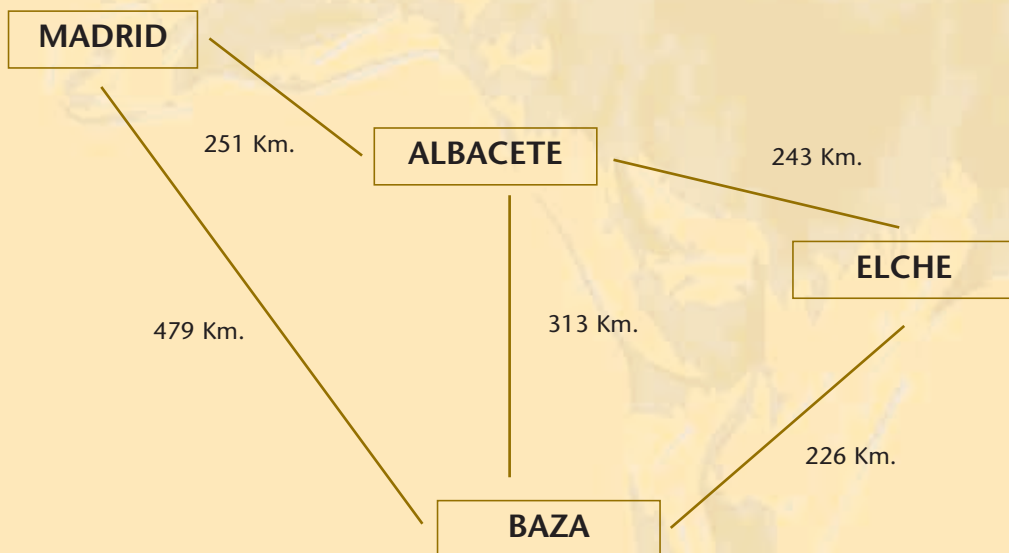 MADRID
251 Km.
ALBACETE
243 Km.
ELCHE
479 Km.
313 Km.
226 Km.
BAZA